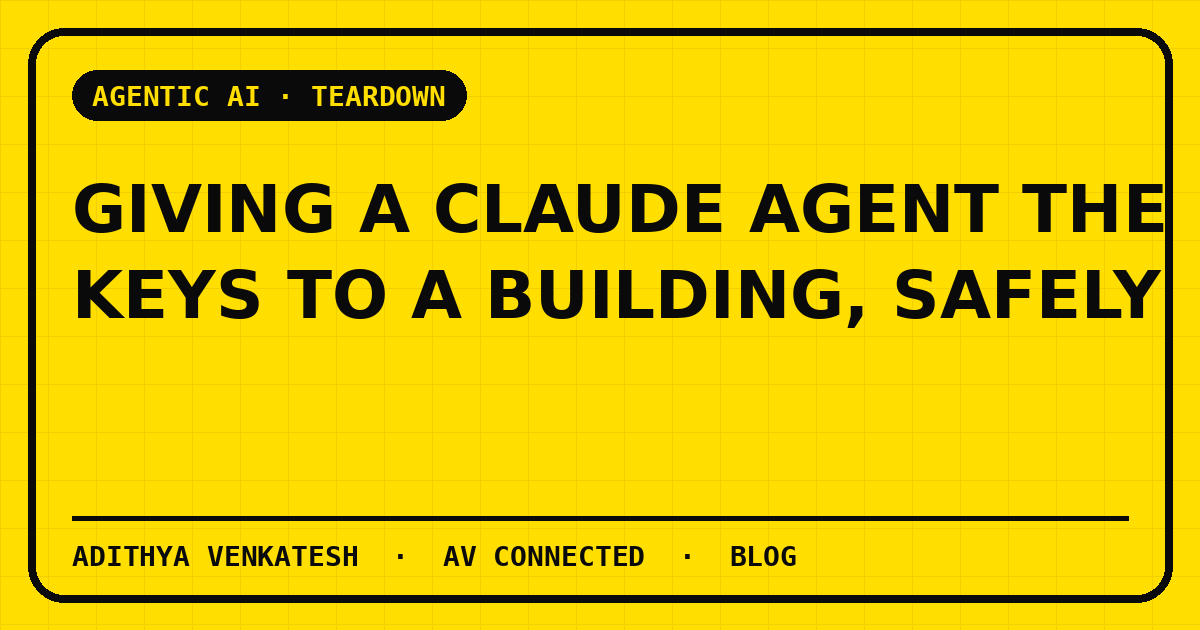 AGENTIC AI · TEARDOWN
GIVING A CLAUDE AGENT THE
KEYS TO A BUILDING, SAFELY
ADITHYA VENKATESH · AV CONNECTED · BLOG